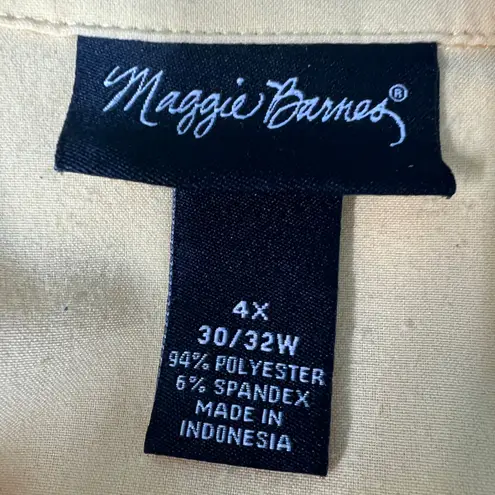 Maggie Barnes®
4X
30/32W
94% POLYESTER
6% SPANDEX
MADE IN
INDONESIA